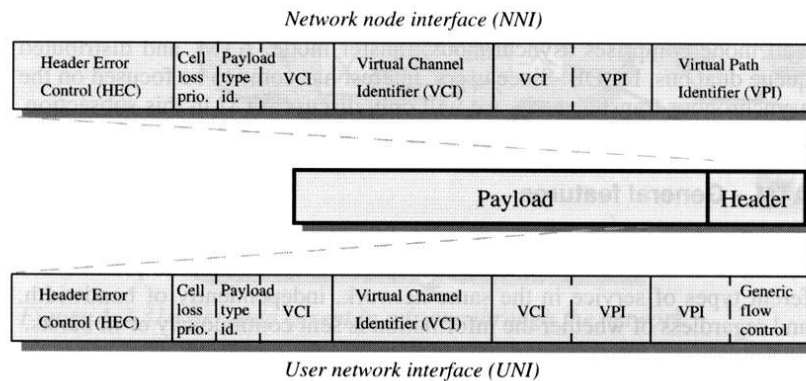 Network node interface (NNI)
Header Error
Control (HEC)
Cell
loss
prio.
Payload
type
id.
VCI
Virtual Channel
Identifier (VCI)
VCI
VPI
Virtual Path
Identifier (VPI)
Payload
Header
Header Error
Control (HEC)
Cell
loss
prio.
Payload
type
id.
VCI
Virtual Channel
Identifier (VCI)
VCI
VPI
VPI
Generic
flow
control
User network interface (UNI)